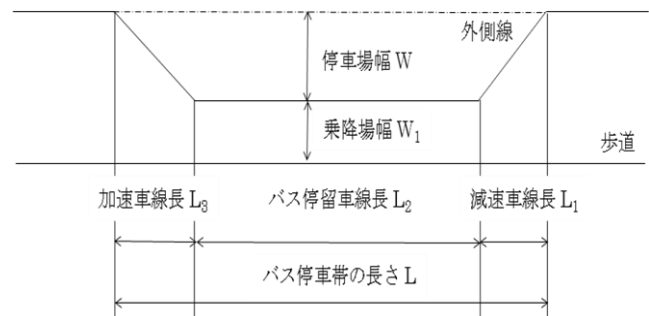 外側線
停車場幅 W
乗降場幅 W1
歩道
加速車線長 L3
バス停留車線長 L2
減速車線長 L1
バス停車帯の長さ L